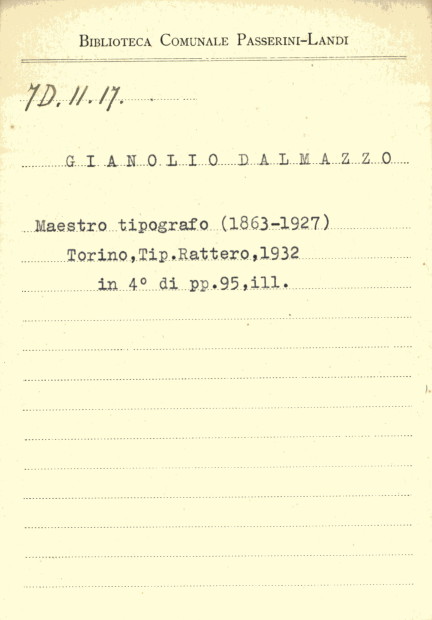 BIBLIOTECA COMUNALE PASSERINI-LANDI
7D.11.17.
GIANOLIO DALMAZZO
Maestro tipografo (1863-1927)
Torino,Tip.Rattero,1932
in 4° di pp.95,ill.